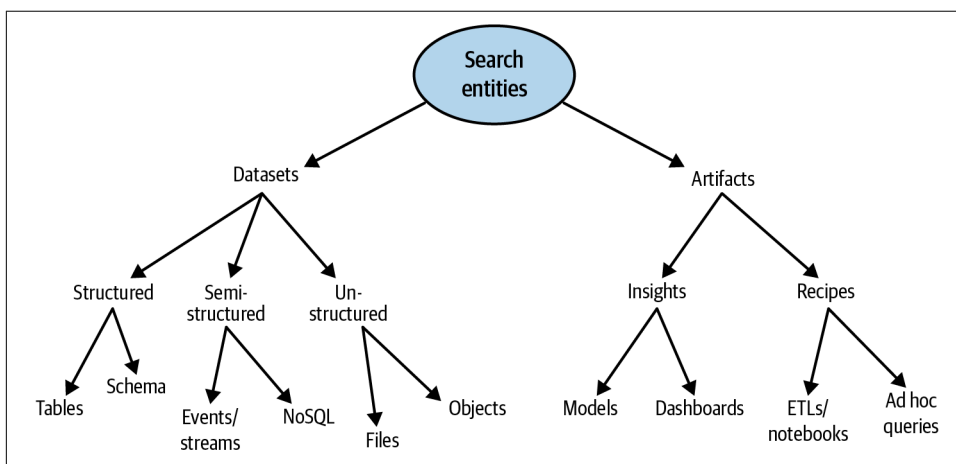 Search
entities
Datasets
Artifacts
Structured
Semi-
structured
Un-
structured
Insights
Recipes
Tables
Schema
Events/
streams
NoSQL
Files
Objects
Models
Dashboards
ETLs/
notebooks
Ad hoc
queries